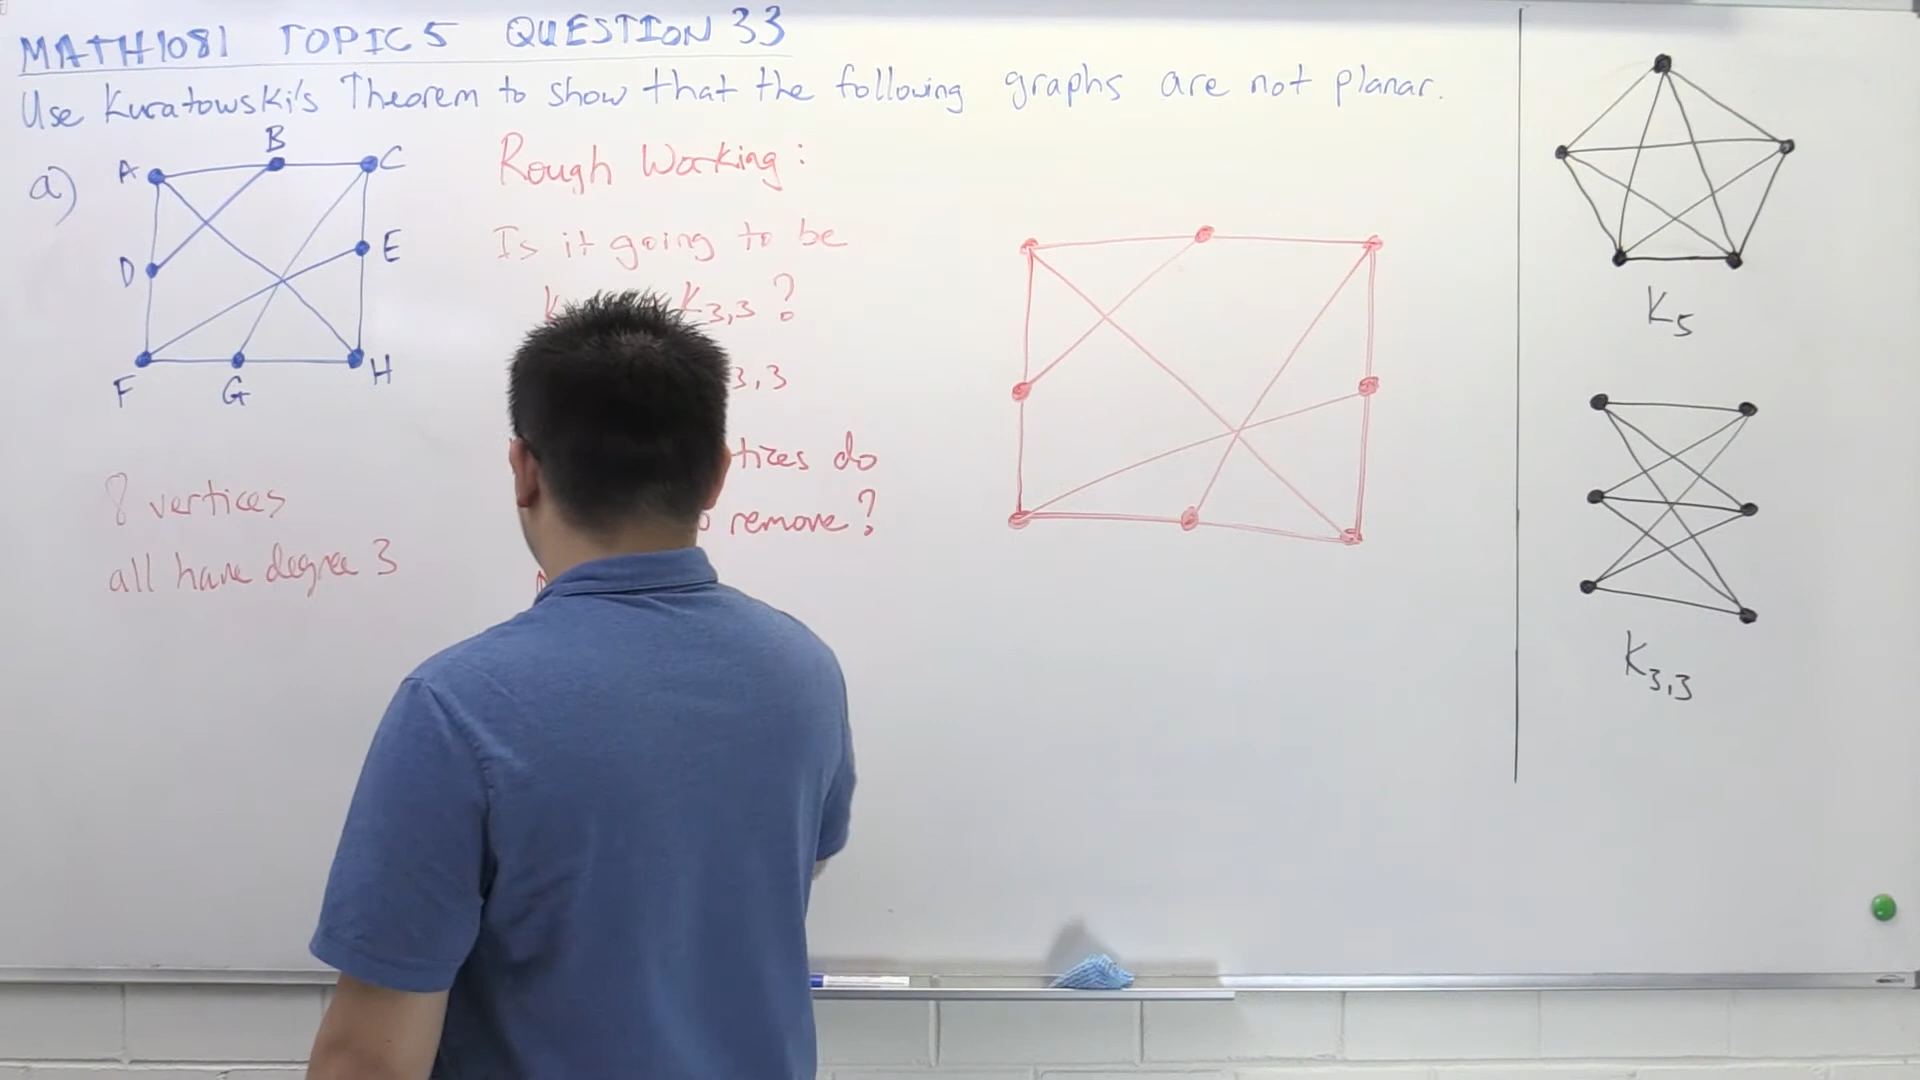 MATH1081 TOPIC 5 QUESTION 33
Use Kuratowski's Theorem to show that the following graphs are not planar.
a)
A B C
D E
F G H
8 vertices
all have degree 3
Rough Working:
Is it going to be
K3,3?
3,3
do
remove?
K5
K3,3